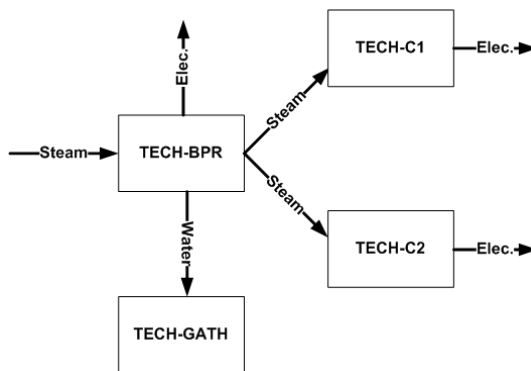 TECH-C1
Elec.
Elec.
Steam
Steam
TECH-BPR
Steam
Water
TECH-C2
Elec.
TECH-GATH